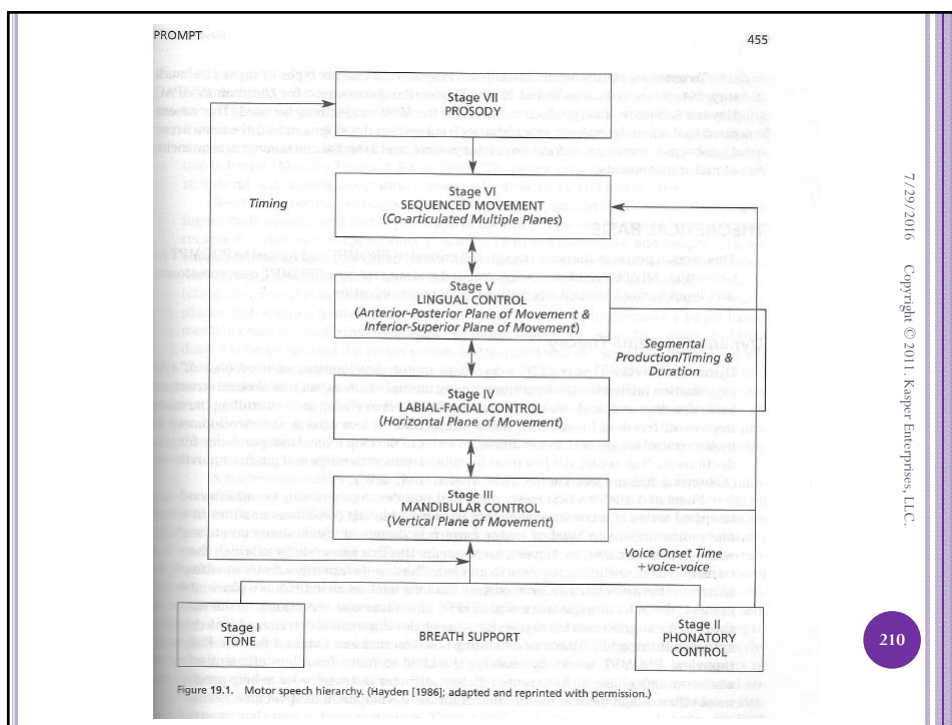 PROMPT
455
Stage VII
PROSODY
Timing
Stage VI
SEQUENCED MOVEMENT
(Co-articulated Multiple Planes)
Stage V
LINGUAL CONTROL
(Anterior-Posterior Plane of Movement &
Inferior-Superior Plane of Movement)
Segmental
Production/Timing &
Duration
Stage IV
LABIAL-FACIAL CONTROL
(Horizontal Plane of Movement)
Stage III
MANDIBULAR CONTROL
(Vertical Plane of Movement)
Voice Onset Time
+voice-voice
Stage I
TONE
BREATH SUPPORT
Stage II
PHONATORY
CONTROL
Figure 19.1. Motor speech hierarchy. (Hayden [1986]; adapted and reprinted with permission.)
7/29/2016 Copyright © 2011. Kasper Enterprises, LLC.
210